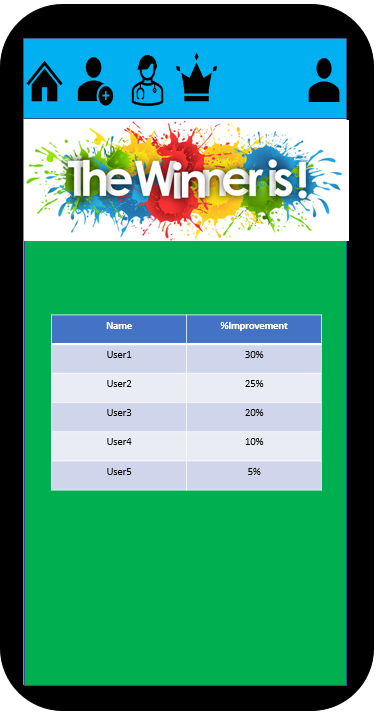 The Winner is!
Name %Improvement
User1 30%
User2 25%
User3 20%
User4 10%
User5 5%